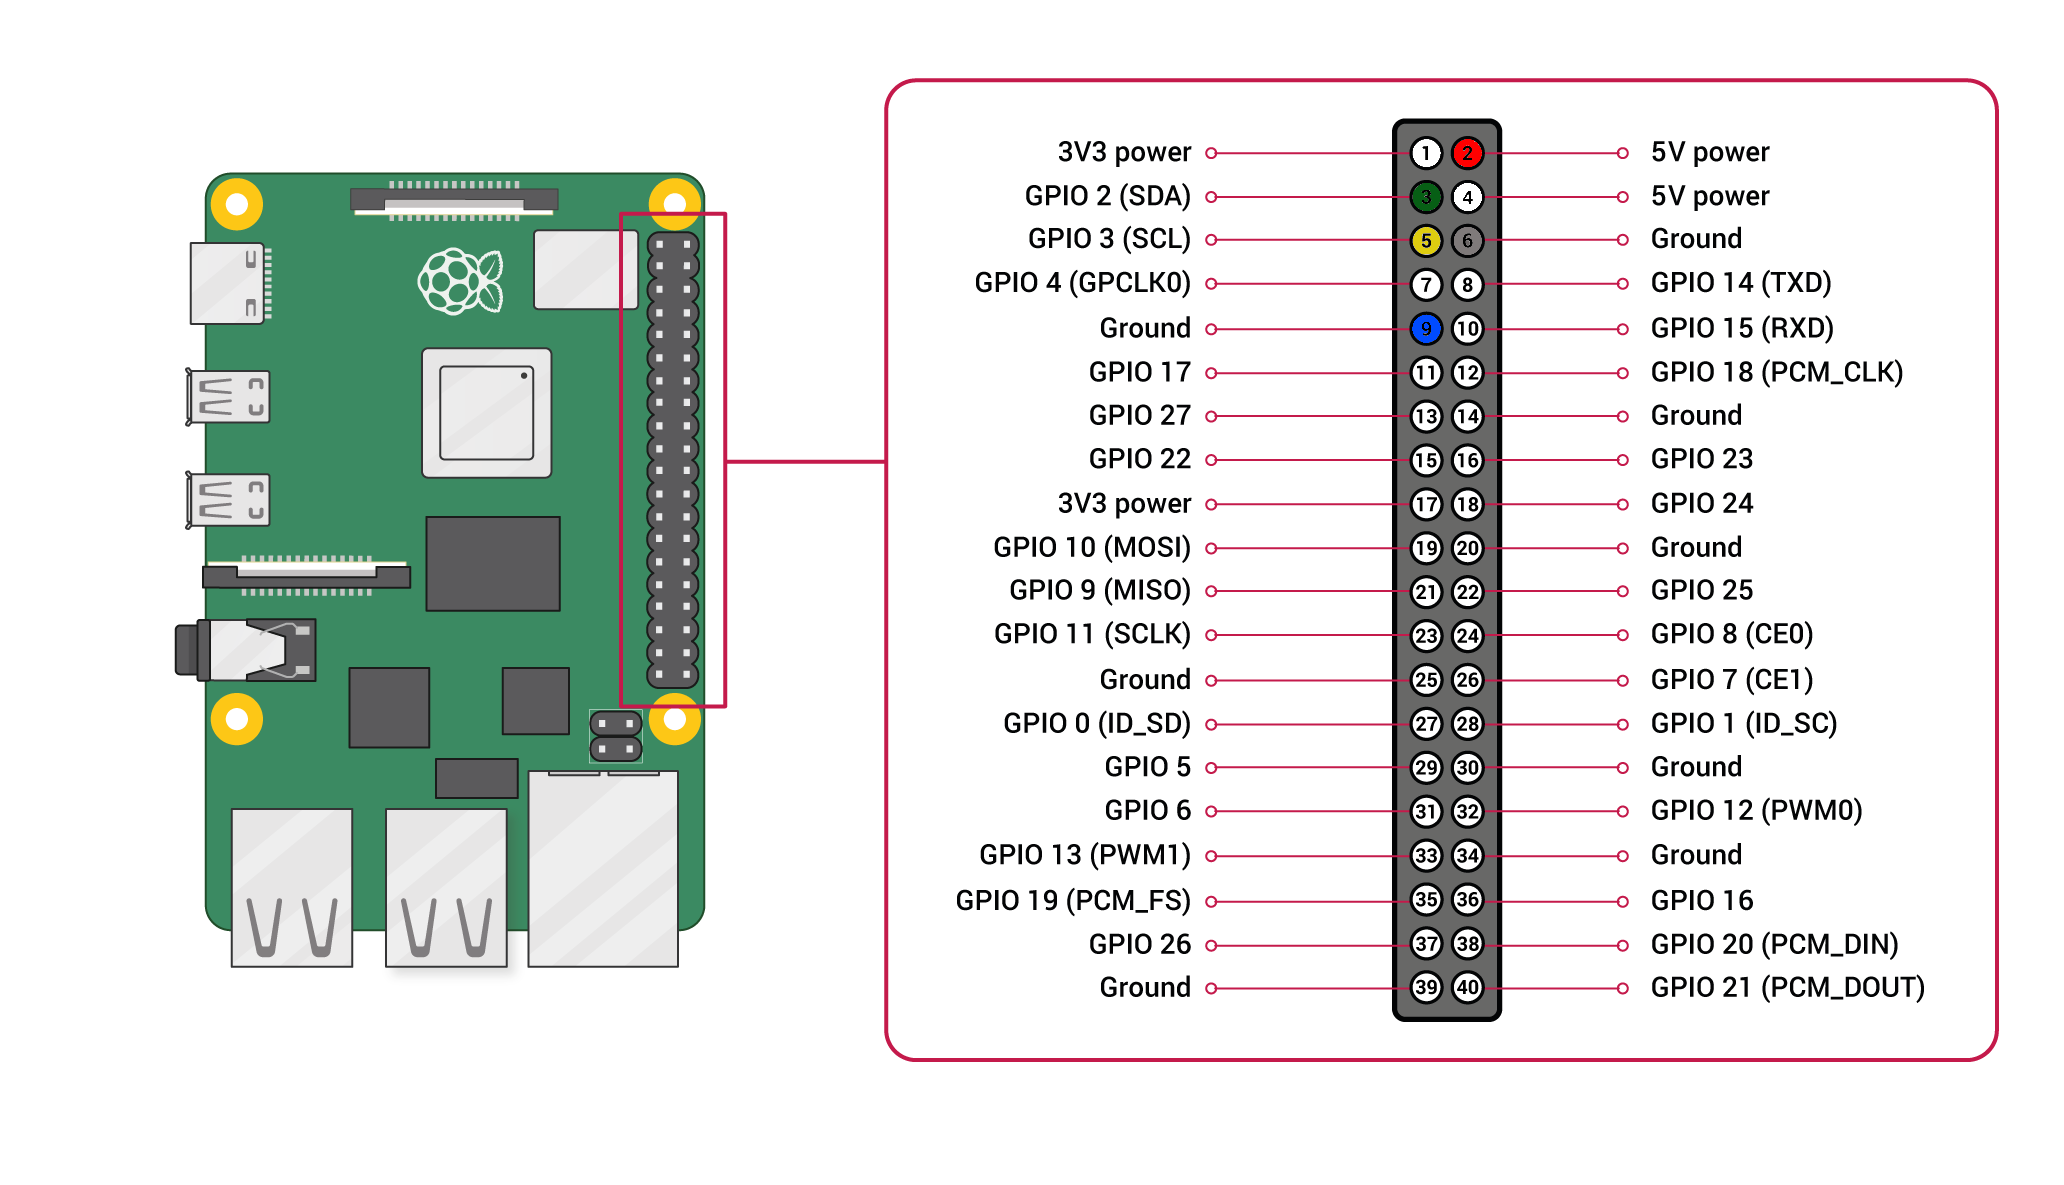 3V3 power 1 2 5V power
GPIO 2 (SDA) 3 4 5V power
GPIO 3 (SCL) 5 6 Ground
GPIO 4 (GPCLK0) 7 8 GPIO 14 (TXD)
Ground 9 10 GPIO 15 (RXD)
GPIO 17 11 12 GPIO 18 (PCM_CLK)
GPIO 27 13 14 Ground
GPIO 22 15 16 GPIO 23
3V3 power 17 18 GPIO 24
GPIO 10 (MOSI) 19 20 Ground
GPIO 9 (MISO) 21 22 GPIO 25
GPIO 11 (SCLK) 23 24 GPIO 8 (CE0)
Ground 25 26 GPIO 7 (CE1)
GPIO 0 (ID_SD) 27 28 GPIO 1 (ID_SC)
GPIO 5 29 30 Ground
GPIO 6 31 32 GPIO 12 (PWM0)
GPIO 13 (PWM1) 33 34 Ground
GPIO 19 (PCM_FS) 35 36 GPIO 16
GPIO 26 37 38 GPIO 20 (PCM_DIN)
Ground 39 40 GPIO 21 (PCM_DOUT)